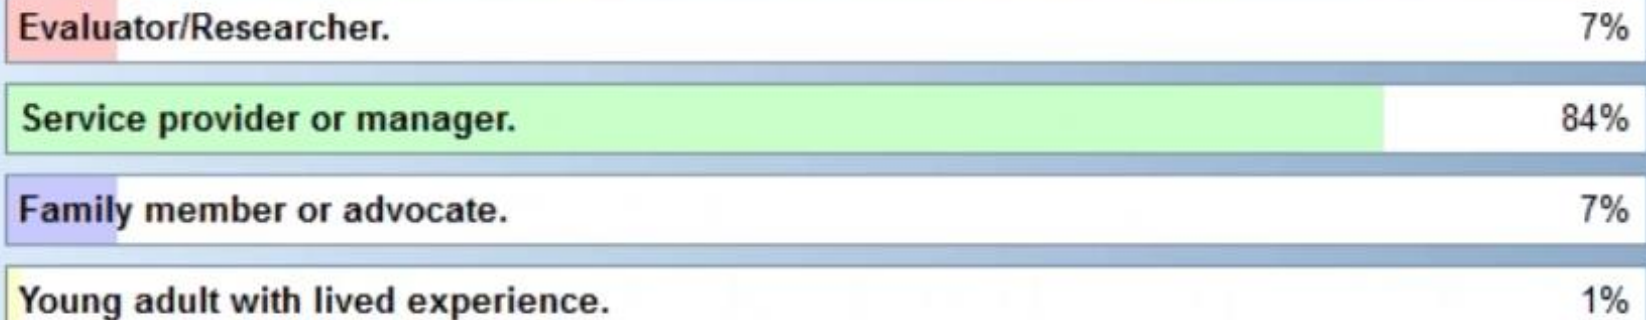 Evaluator/Researcher. 7%
Service provider or manager. 84%
Family member or advocate. 7%
Young adult with lived experience. 1%